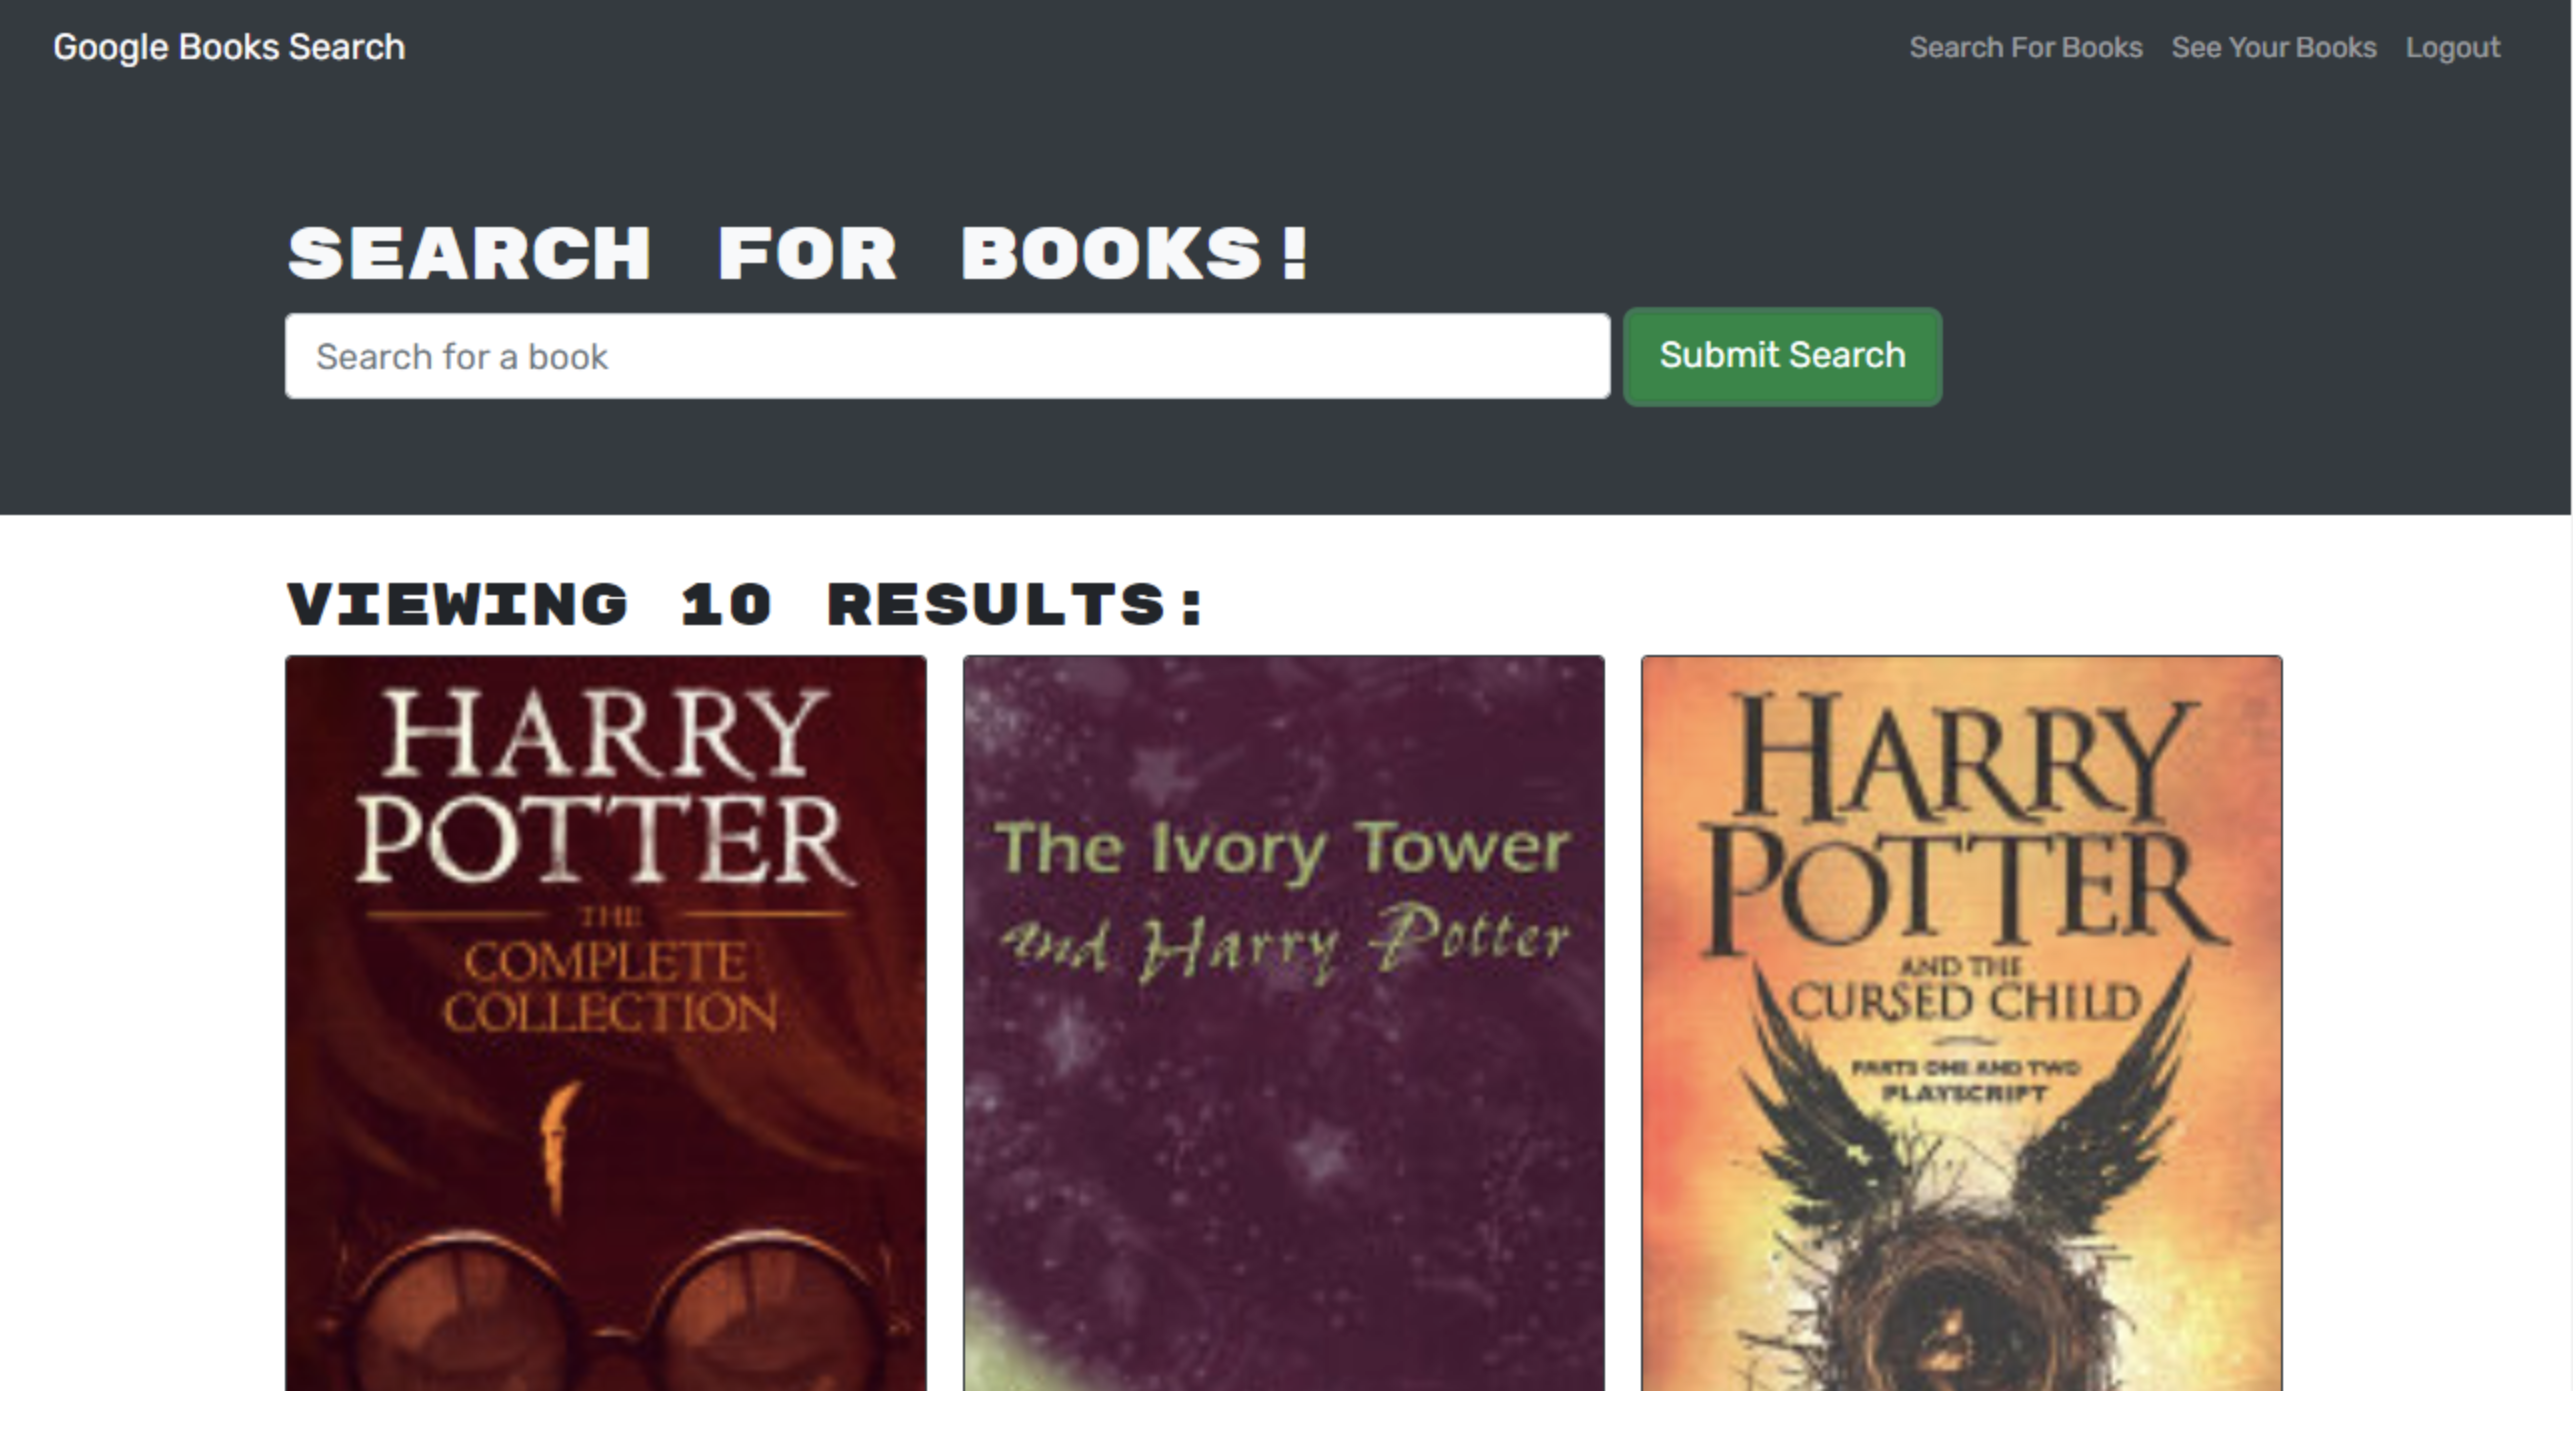 Google Books Search
Search For Books See Your Books Logout
SEARCH FOR BOOKS!
Search for a book
Submit Search
VIEWING 10 RESULTS:
HARRY
POTTER
THE
COMPLETE
COLLECTION
The Ivory Tower
and Harry Potter
HARRY
POTTER
AND THE
CURSED CHILD
PARTS ONE AND TWO
PLAYSCRIPT